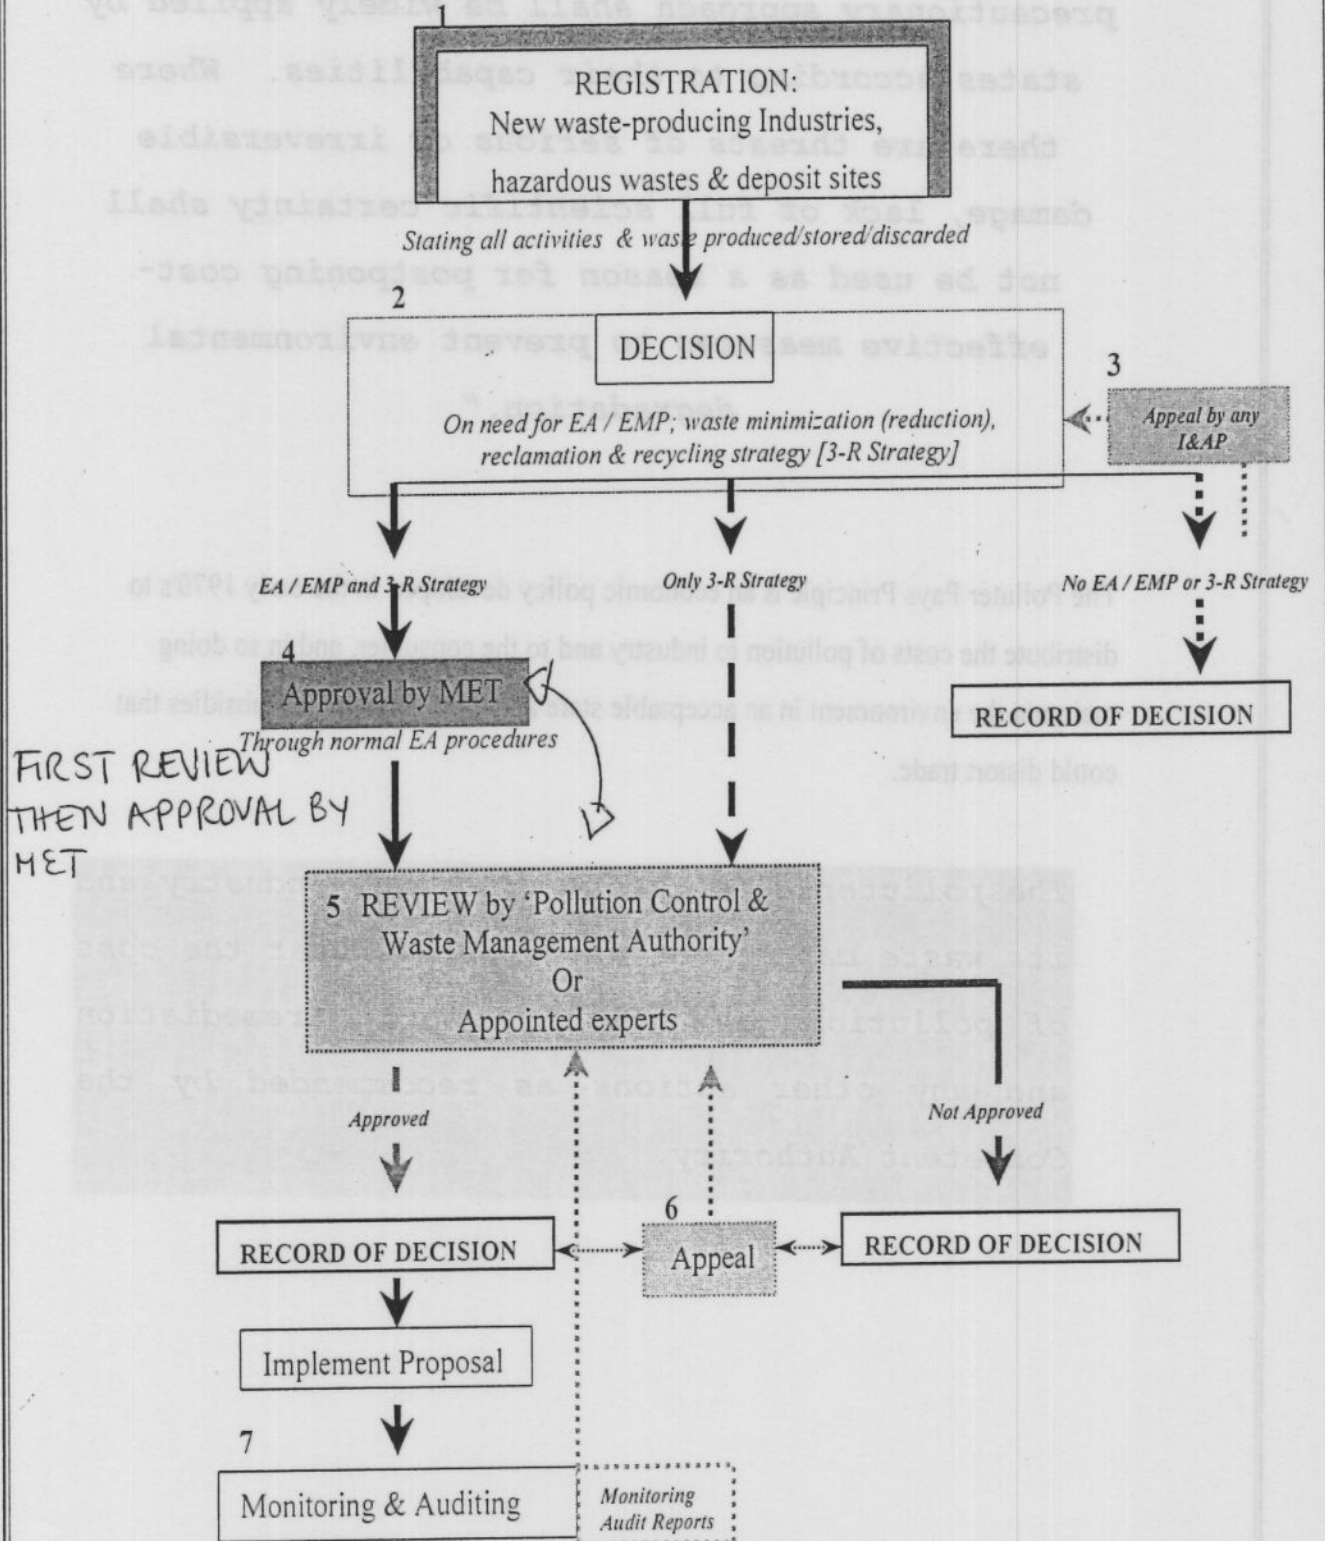 1
REGISTRATION:
New waste-producing Industries,
hazardous wastes & deposit sites
Stating all activities & waste produced/stored/discarded
2
DECISION
3
Appeal by any
I&AP
On need for EA / EMP; waste minimization (reduction),
reclamation & recycling strategy [3-R Strategy]
EA / EMP and 3-R Strategy
Only 3-R Strategy
No EA / EMP or 3-R Strategy
4
Approval by MET
Through normal EA procedures
RECORD OF DECISION
FIRST REVIEW
THEN APPROVAL BY
MET
5 REVIEW by ‘Pollution Control &
Waste Management Authority’
Or
Appointed experts
Approved
Not Approved
6
RECORD OF DECISION
Appeal
RECORD OF DECISION
Implement Proposal
7
Monitoring & Auditing
Monitoring
Audit Reports